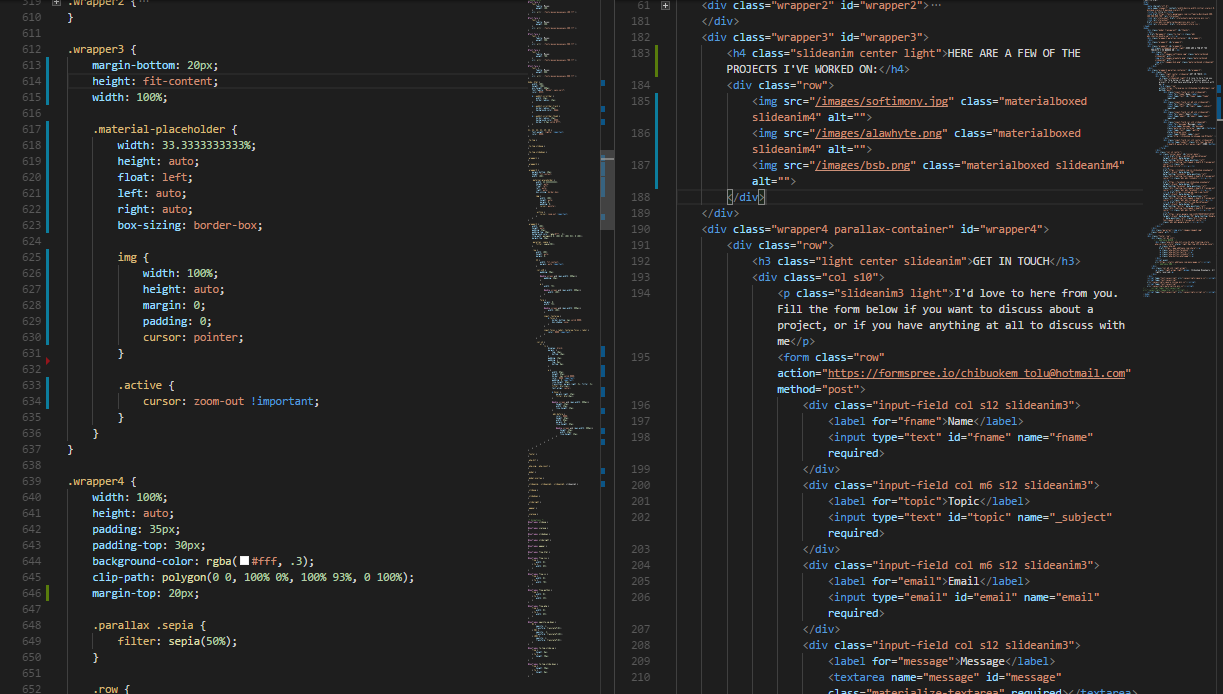 319 .wrapper2 { ...
610 }
611
612 .wrapper3 {
613 margin-bottom: 20px;
614 height: fit-content;
615 width: 100%;
616
617 .material-placeholder {
618 width: 33.3333333333%;
619 height: auto;
620 float: left;
621 left: auto;
622 right: auto;
623 box-sizing: border-box;
624
625 img {
626 width: 100%;
627 height: auto;
628 margin: 0;
629 padding: 0;
630 cursor: pointer;
631 }
632
633 .active {
634 cursor: zoom-out !important;
635 }
636 }
637 }
638
639 .wrapper4 {
640 width: 100%;
641 height: auto;
642 padding: 35px;
643 padding-top: 30px;
644 background-color: rgba(#fff, .3);
645 clip-path: polygon(0 0, 100% 0%, 100% 93%, 0 100%);
646 margin-top: 20px;
647
648 .parallax .sepia {
649 filter: sepia(50%);
650 }
651
652 .row {
61 <div class="wrapper2" id="wrapper2">...
181 </div>
182 <div class="wrapper3" id="wrapper3">
183 <h4 class="slideanim center light">HERE ARE A FEW OF THE
PROJECTS I'VE WORKED ON:</h4>
184 <div class="row">
185 <img src="/images/softimony.jpg" class="materialboxed
slideanim4" alt="">
186 <img src="/images/alawhyte.png" class="materialboxed
slideanim4" alt="">
187 <img src="/images/bsb.png" class="materialboxed slideanim4"
alt="">
188 </div>
189 </div>
190 <div class="wrapper4 parallax-container" id="wrapper4">
191 <div class="row">
192 <h3 class="light center slideanim">GET IN TOUCH</h3>
193 <div class="col s10">
194 <p class="slideanim3 light">I'd love to here from you.
Fill the form below if you want to discuss about a
project, or if you have anything at all to discuss with
me</p>
195 <form class="row"
action="https://formspree.io/chibuokem_tolu@hotmail.com"
method="post">
196 <div class="input-field col s12 slideanim3">
197 <label for="fname">Name</label>
198 <input type="text" id="fname" name="fname"
required>
199 </div>
200 <div class="input-field col m6 s12 slideanim3">
201 <label for="topic">Topic</label>
202 <input type="text" id="topic" name="_subject"
required>
203 </div>
204 <div class="input-field col m6 s12 slideanim3">
205 <label for="email">Email</label>
206 <input type="email" id="email" name="email"
required>
207 </div>
208 <div class="input-field col s12 slideanim3">
209 <label for="message">Message</label>
210 <textarea name="message" id="message"
class="materialize-textarea" required></textarea>